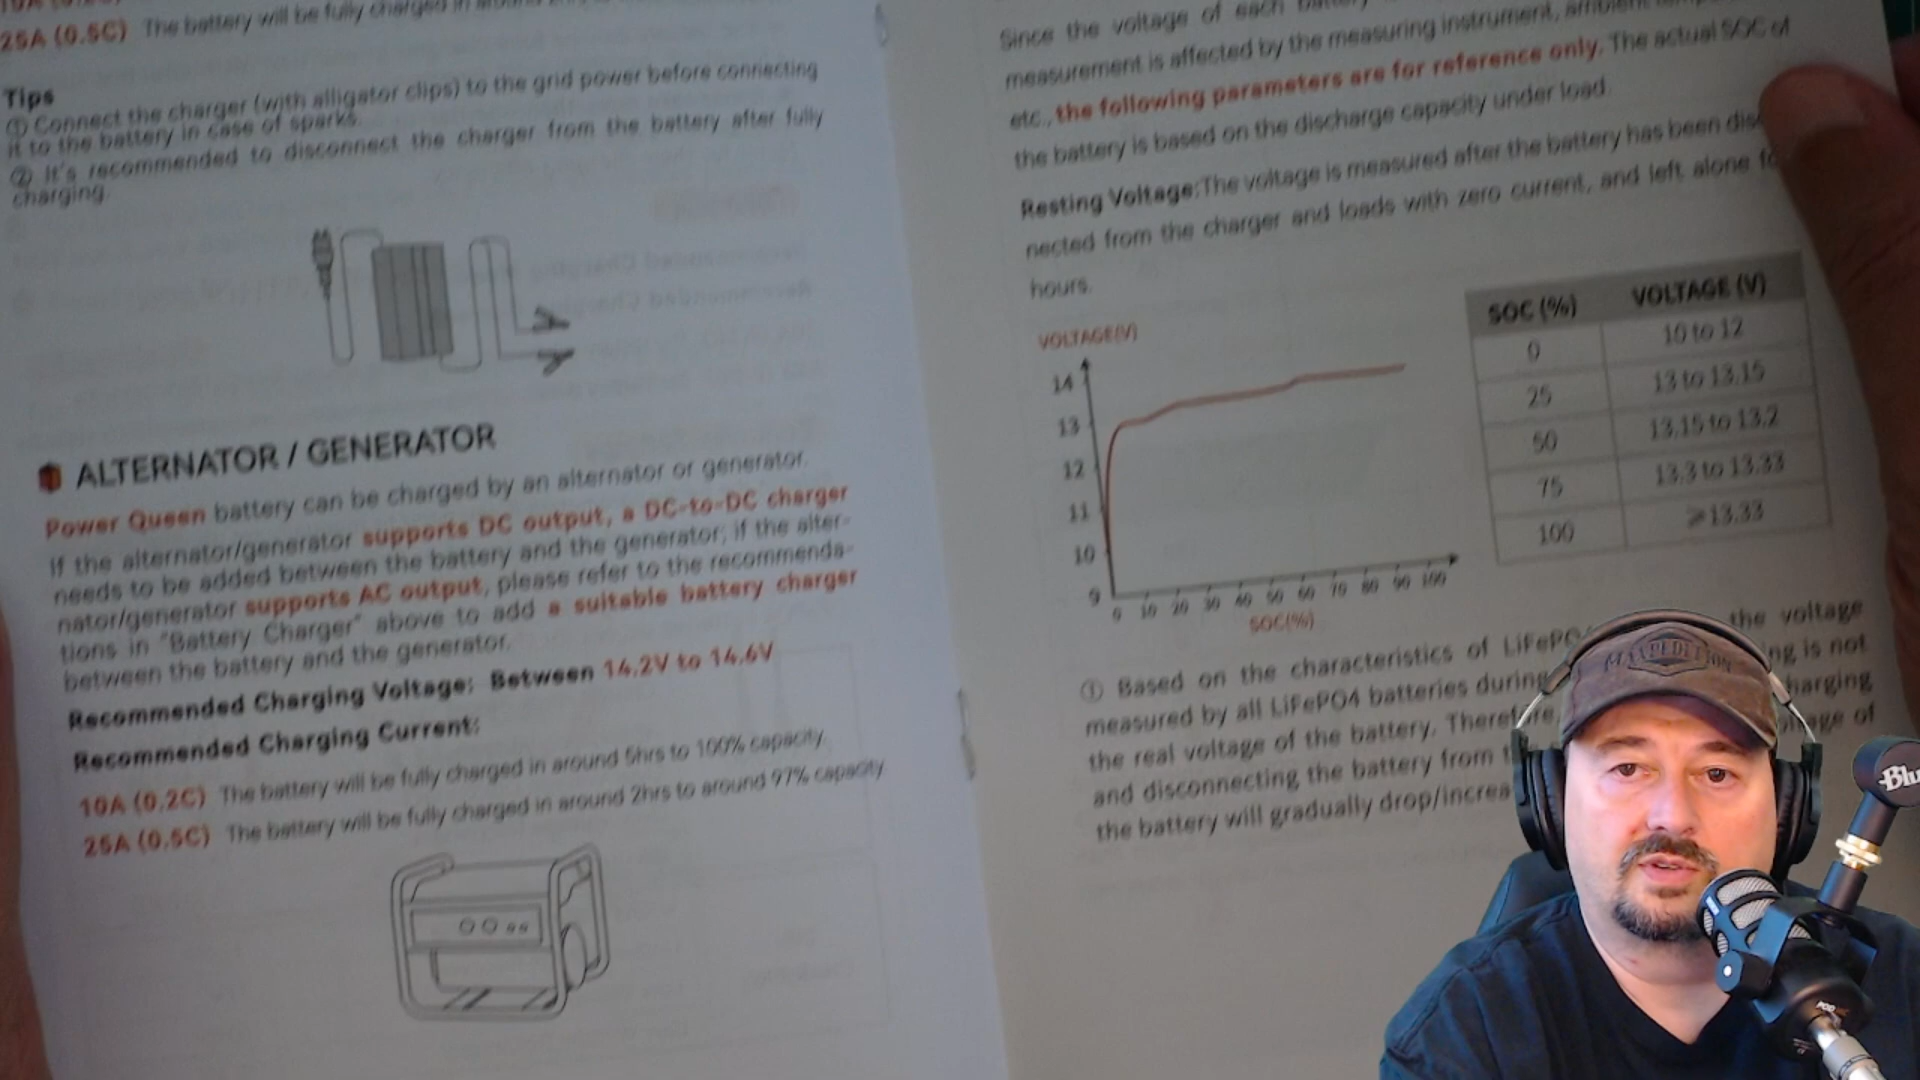 25A (0.5C) The battery will be fully charged in around
Tips
① Connect the charger (with alligator clips) to the grid power before connecting
it to the battery in case of sparks.
② It's recommended to disconnect the charger from the battery after fully
charging.
ALTERNATOR / GENERATOR
Power Queen battery can be charged by an alternator or generator.
If the alternator/generator supports DC output, a DC-to-DC charger
needs to be added between the battery and the generator; if the alter-
nator/generator supports AC output, please refer to the recommenda-
tions in "Battery Charger" above to add a suitable battery charger
between the battery and the generator.
Recommended Charging Voltage: Between 14.2V to 14.6V
Recommended Charging Current:
10A (0.2C) The battery will be fully charged in around 5hrs to 100% capacity.
25A (0.5C) The battery will be fully charged in around 2hrs to around 97% capacity
Since the voltage of each
measurement is affected by the measuring instrument, ambient
etc., the following parameters are for reference only. The actual SOC of
the battery is based on the discharge capacity under load.
Resting Voltage:The voltage is measured after the battery has been
nected from the charger and loads with zero current, and left alone
hours.
VOLTAGE(V)
14
13
12
11
10
9
0 10 20 30 40 50 60 70 80 90 100
SOC(%)
SOC (%) VOLTAGE (V)
0 10 to 12
25 13 to 13.15
50 13.15 to 13.2
75 13.3 to 13.33
100 ⩾13.33
① Based on the characteristics of the voltage
measured by all LiFePO4 batteries during is not
the real voltage of the battery. Therefore,
and disconnecting the battery from of
the battery will gradually drop/increa
MAXPEDITION
Blu